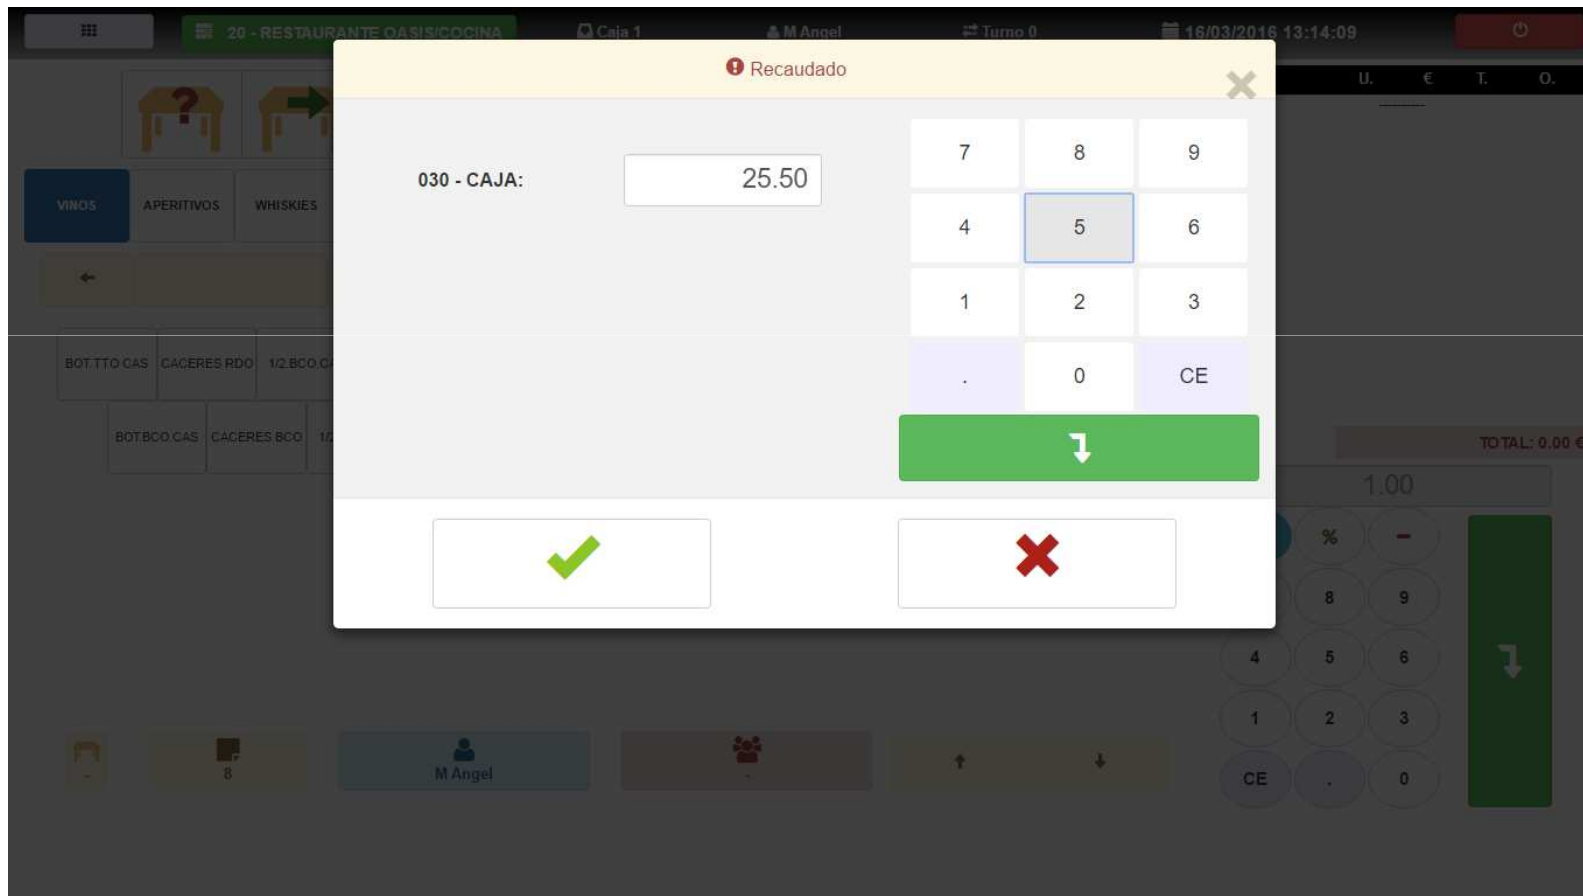 20 - RESTAURANTE OASIS/COCINA
Caja 1
M Angel
Turno 0
16/03/2016 13:14:09
Recaudado
U. € T. O.
----------
?
030 - CAJA:
25.50
7 8 9
4 5 6
1 2 3
. 0 CE
VINOS
APERITIVOS
WHISKIES
BOT.TTO.CAS
CACERES RDO
BOT.BCO.CAS
CACERES BCO
TOTAL: 0.00 €
1.00
% -
8 9
4 5 6
1 2 3
CE . 0
-
8
M Angel
-